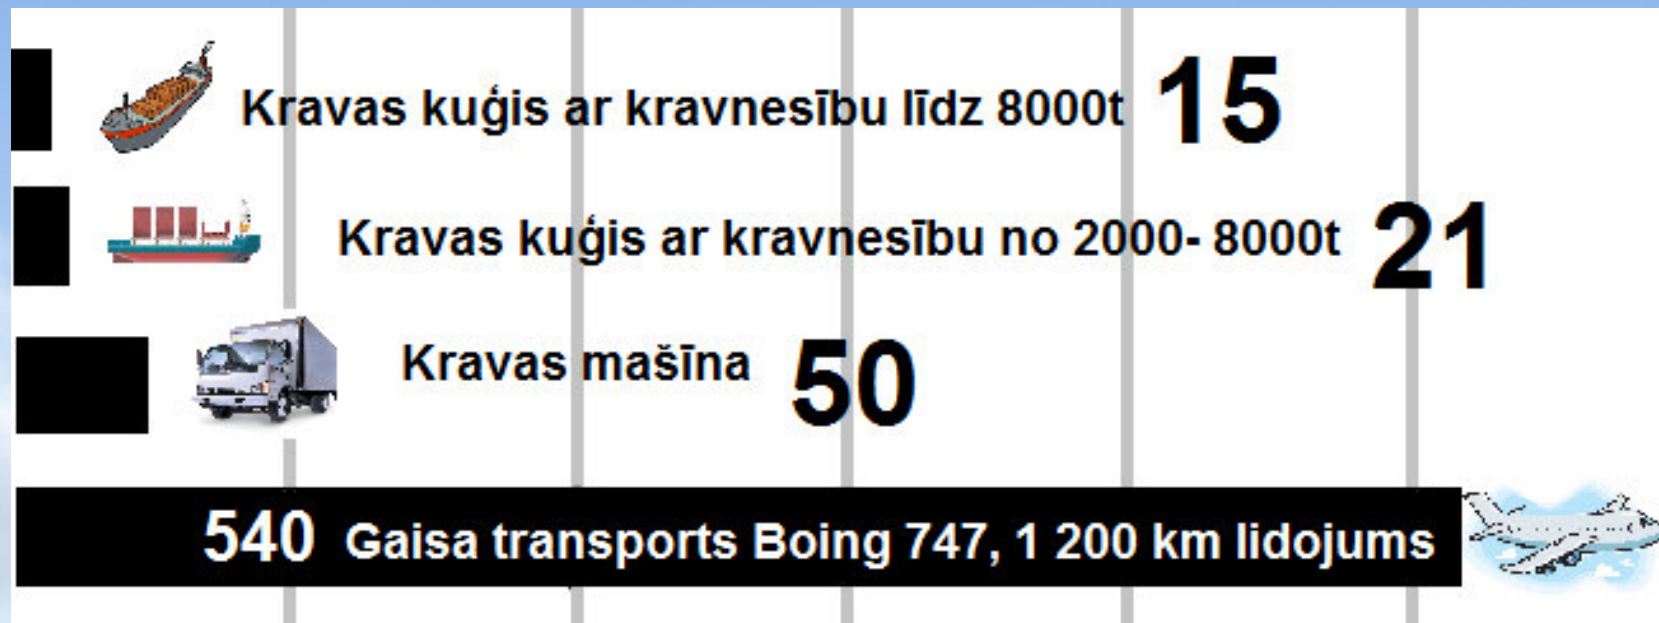 Kravas kuģis ar kravnesību līdz 8000t 15
Kravas kuģis ar kravnesību no 2000- 8000t 21
Kravas mašīna 50
540 Gaisa transports Boing 747, 1 200 km lidojums